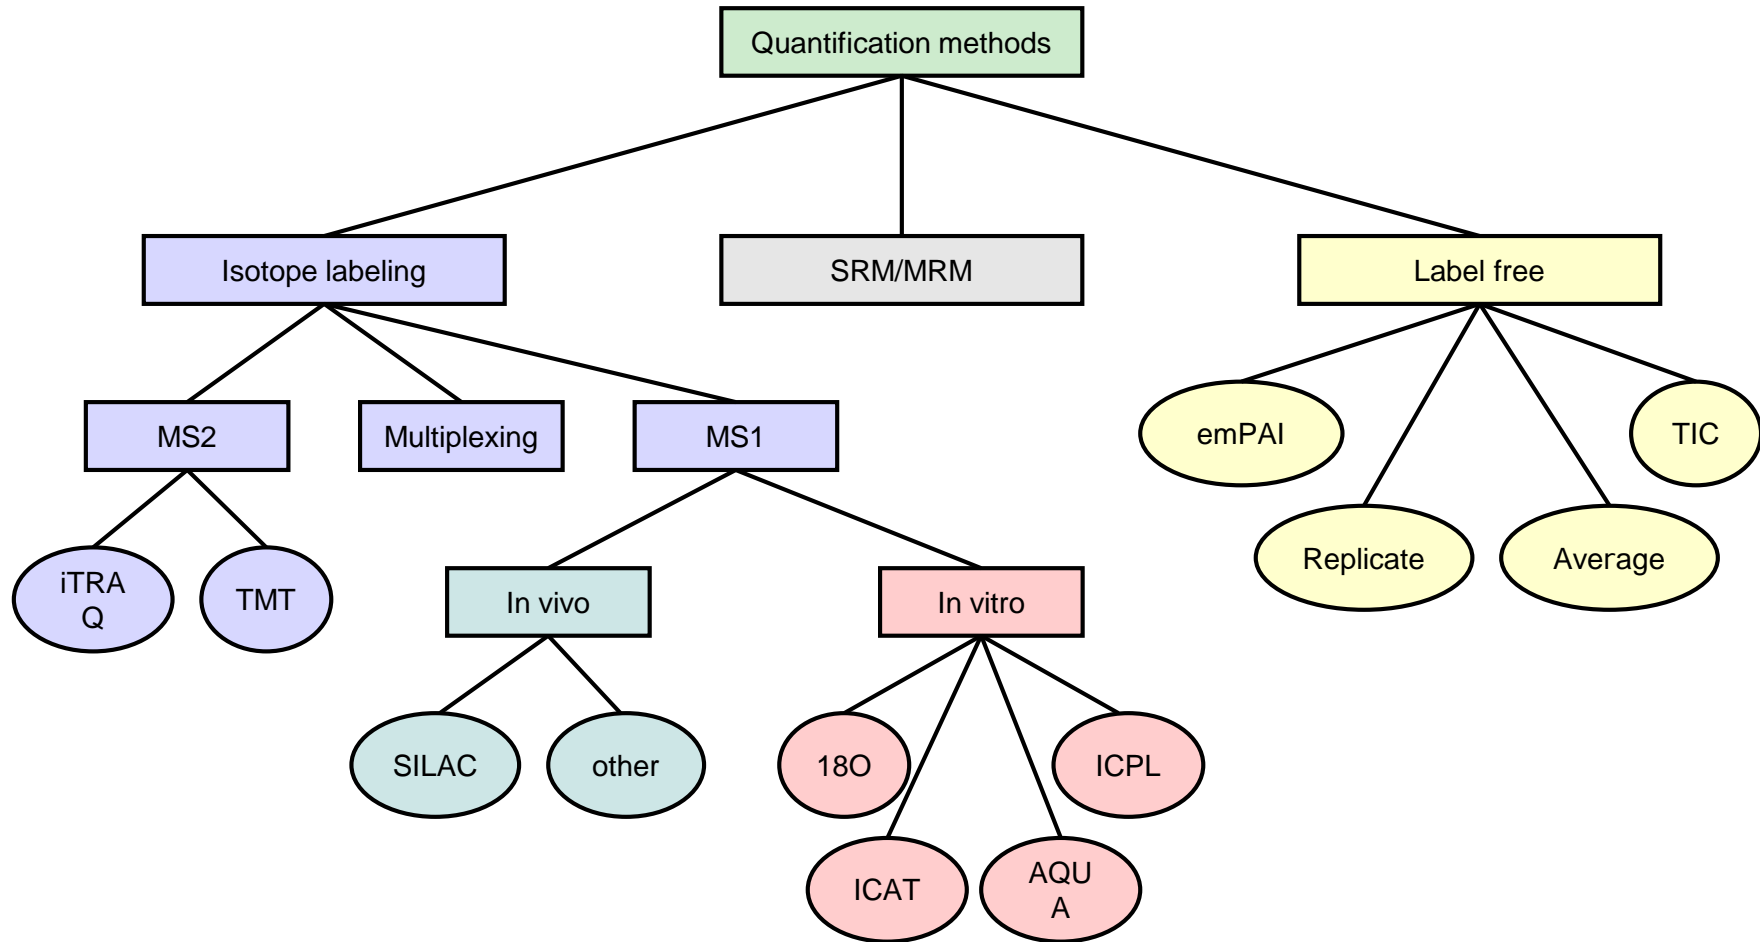 Quantification methods
Isotope labeling
SRM/MRM
Label free
MS2
Multiplexing
MS1
emPAI
TIC
Replicate
Average
iTRA
Q
TMT
In vivo
In vitro
SILAC
other
18O
ICPL
ICAT
AQU
A